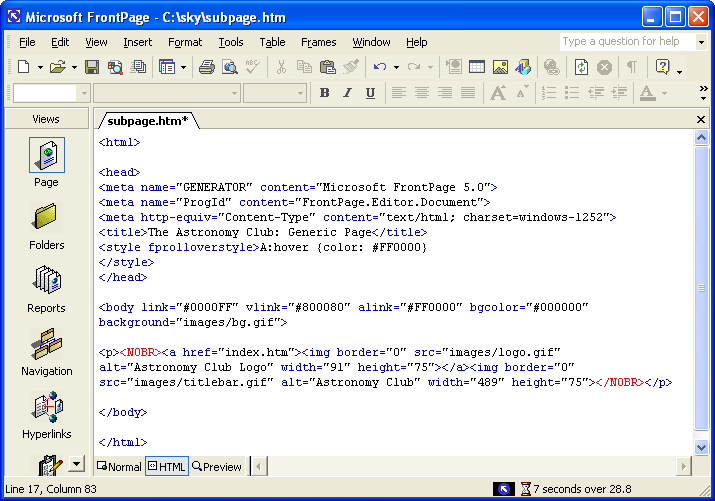 Microsoft FrontPage - C:\sky\subpage.htm
File Edit View Insert Format Tools Table Frames Window Help Type a question for help
B I U A A A
Views
subpage.htm*
Page
Folders
Reports
Navigation
Hyperlinks
<html>
<head>
<meta name="GENERATOR" content="Microsoft FrontPage 5.0">
<meta name="ProgId" content="FrontPage.Editor.Document">
<meta http-equiv="Content-Type" content="text/html; charset=windows-1252">
<title>The Astronomy Club: Generic Page</title>
<style fprolloverstyle>A:hover {color: #FF0000}
</style>
</head>
<body link="#0000FF" vlink="#800080" alink="#FF0000" bgcolor="#000000"
background="images/bg.gif">
<p><NOBR><a href="index.htm"><img border="0" src="images/logo.gif"
alt="Astronomy Club Logo" width="91" height="75"></a><img border="0"
src="images/titlebar.gif" alt="Astronomy Club" width="489" height="75"></NOBR></p>
</body>
</html>
Normal HTML Preview
Line 17, Column 83 7 seconds over 28.8